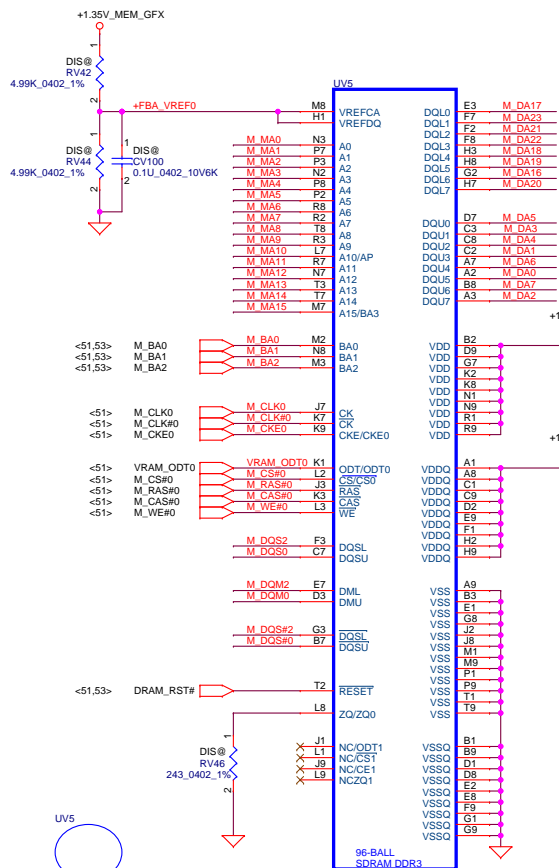 +1.35V_MEM_GFX
DIS@
RV42
4.99K_0402_1%
1
2
+FBA_VREF0
DIS@
RV44
4.99K_0402_1%
1
2
DIS@
CV100
0.1U_0402_10V6K
1
2
UV5
M8 VREFCA
H1 VREFDQ
M_MA0 N3 A0
M_MA1 P7 A1
M_MA2 P3 A2
M_MA3 N2 A3
M_MA4 P8 A4
M_MA5 P2 A5
M_MA6 R8 A6
M_MA7 R2 A7
M_MA8 T8 A8
M_MA9 R3 A9
M_MA10 L7 A10/AP
M_MA11 R7 A11
M_MA12 N7 A12
M_MA13 T3 A13
M_MA14 T7 A14
M_MA15 M7 A15/BA3
<51,53> M_BA0 M_BA0 M2 BA0
<51,53> M_BA1 M_BA1 N8 BA1
<51,53> M_BA2 M_BA2 M3 BA2
<51> M_CLK0 M_CLK0 J7 CK
<51> M_CLK#0 M_CLK#0 K7 CK
<51> M_CKE0 M_CKE0 K9 CKE/CKE0
<51> VRAM_ODT0 VRAM_ODT0 K1 ODT/ODT0
<51> M_CS#0 M_CS#0 L2 CS/CS0
<51> M_RAS#0 M_RAS#0 J3 RAS
<51> M_CAS#0 M_CAS#0 K3 CAS
<51> M_WE#0 M_WE#0 L3 WE
M_DQS2 F3 DQSL
M_DQS0 C7 DQSU
M_DQM2 E7 DML
M_DQM0 D3 DMU
M_DQS#2 G3 DQSL
M_DQS#0 B7 DQSU
<51,53> DRAM_RST# T2 RESET
L8 ZQ/ZQ0
DIS@
RV46
243_0402_1%
1
2
J1 NC/ODT1
L1 NC/CS1
J9 NC/CE1
L9 NCZQ1
DQL0 E3 M_DA17
DQL1 F7 M_DA23
DQL2 F2 M_DA21
DQL3 F8 M_DA22
DQL4 H3 M_DA18
DQL5 H8 M_DA19
DQL6 G2 M_DA16
DQL7 H7 M_DA20
DQU0 D7 M_DA5
DQU1 C3 M_DA3
DQU2 C8 M_DA4
DQU3 C2 M_DA1
DQU4 A7 M_DA6
DQU5 A2 M_DA0
DQU6 B8 M_DA7
DQU7 A3 M_DA2
+1
VDD B2
VDD D9
VDD G7
VDD K2
VDD K8
VDD N1
VDD N9
VDD R1
VDD R9
+1
VDDQ A1
VDDQ A8
VDDQ C1
VDDQ C9
VDDQ D2
VDDQ E9
VDDQ F1
VDDQ H2
VDDQ H9
VSS A9
VSS B3
VSS E1
VSS G8
VSS J2
VSS J8
VSS M1
VSS M9
VSS P1
VSS P9
VSS T1
VSS T9
VSSQ B1
VSSQ B9
VSSQ D1
VSSQ D8
VSSQ E2
VSSQ E8
VSSQ F9
VSSQ G1
VSSQ G9
96-BALL
SDRAM DDR3
UV5